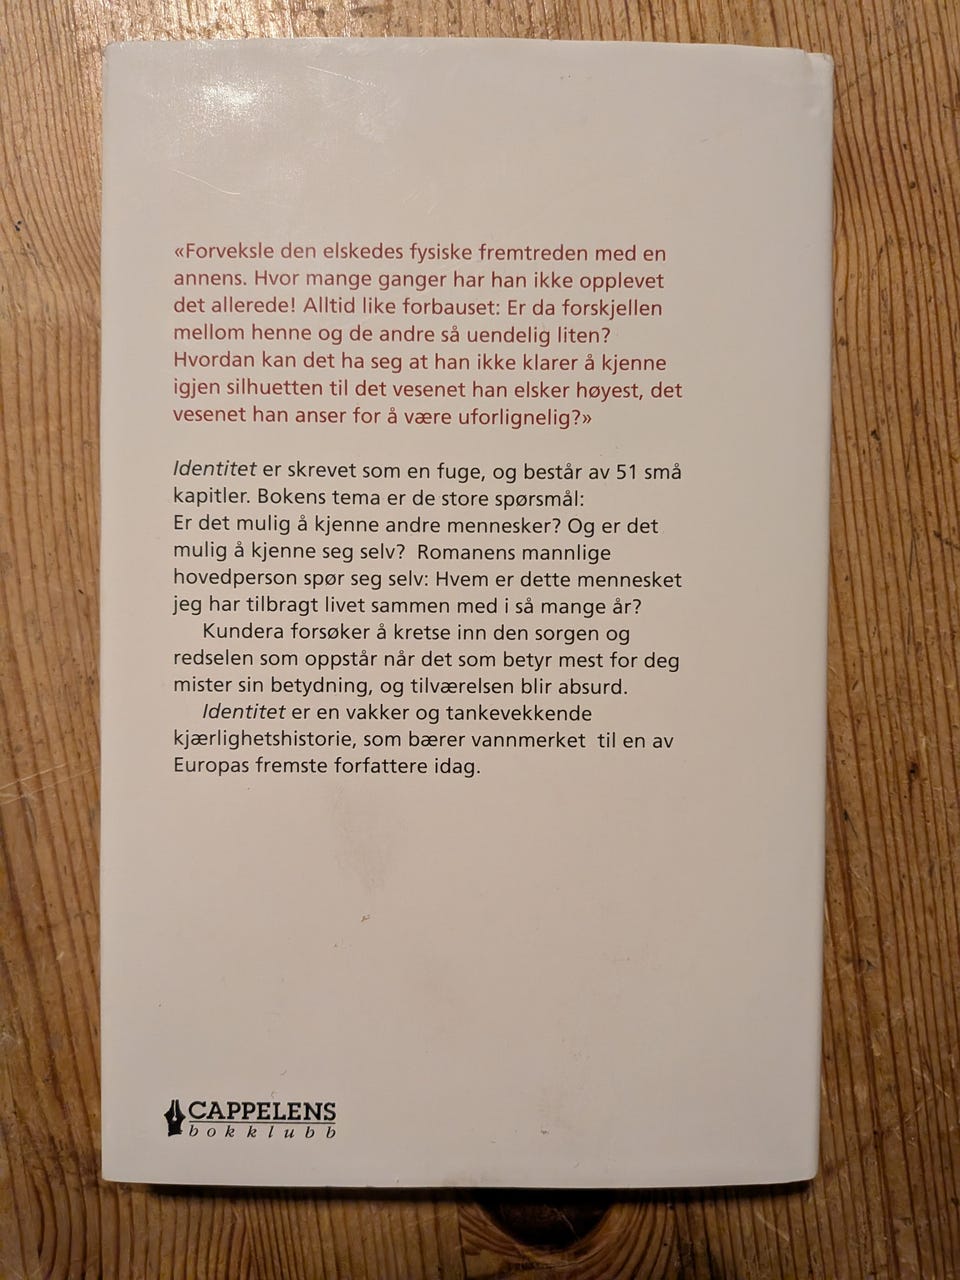 «Forveksle den elskedes fysiske fremtreden med en
annens. Hvor mange ganger har han ikke opplevet
det allerede! Alltid like forbauset: Er da forskjellen
mellom henne og de andre så uendelig liten?
Hvordan kan det ha seg at han ikke klarer å kjenne
igjen silhuetten til det vesenet han elsker høyest, det
vesenet han anser for å være uforlignelig?»
Identitet er skrevet som en fuge, og består av 51 små
kapitler. Bokens tema er de store spørsmål:
Er det mulig å kjenne andre mennesker? Og er det
mulig å kjenne seg selv? Romanens mannlige
hovedperson spør seg selv: Hvem er dette mennesket
jeg har tilbragt livet sammen med i så mange år?
Kundera forsøker å kretse inn den sorgen og
redselen som oppstår når det som betyr mest for deg
mister sin betydning, og tilværelsen blir absurd.
Identitet er en vakker og tankevekkende
kjærlighetshistorie, som bærer vannmerket til en av
Europas fremste forfattere idag.
CAPPELENS
bokklubb